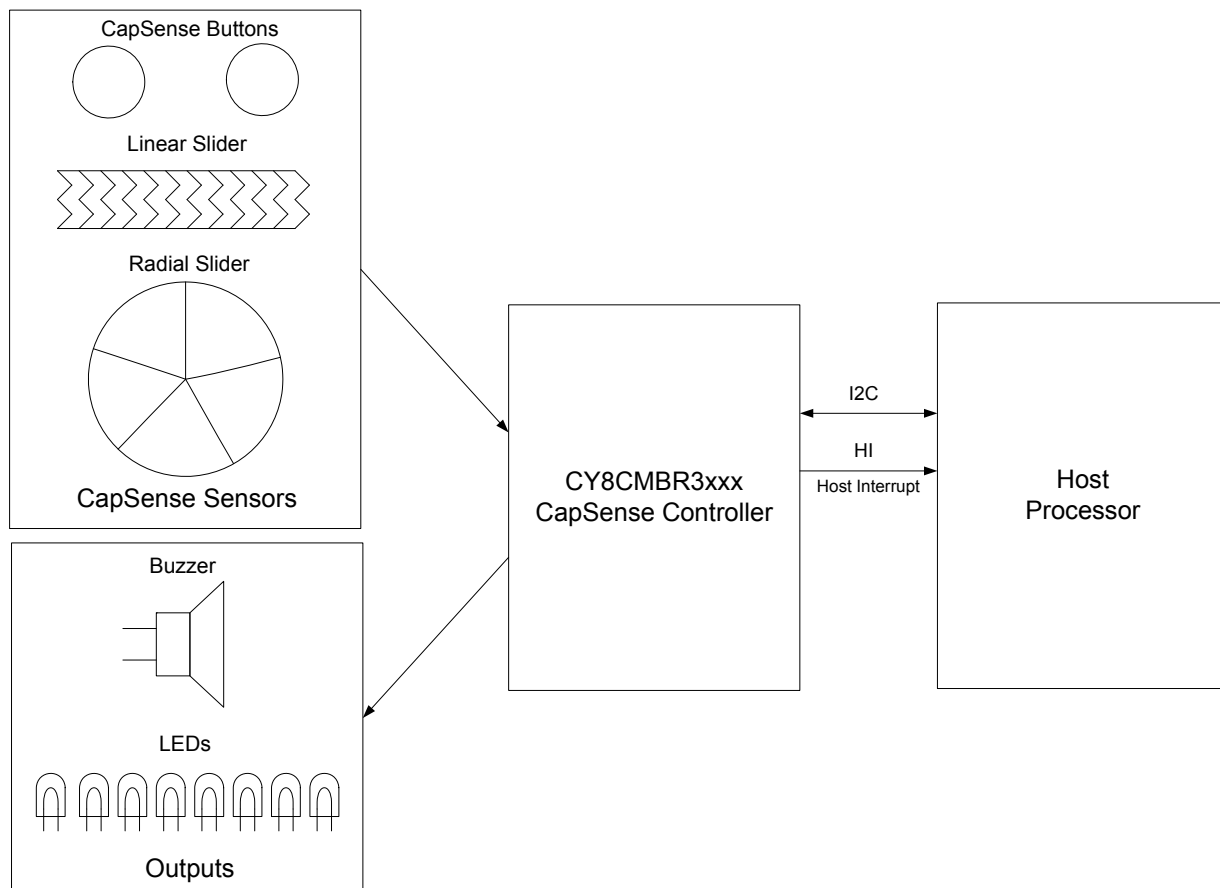 CapSense Buttons
Linear Slider
Radial Slider
CapSense Sensors
Buzzer
LEDs
Outputs
CY8CMBR3xxx
CapSense Controller
I2C
HI
Host Interrupt
Host
Processor